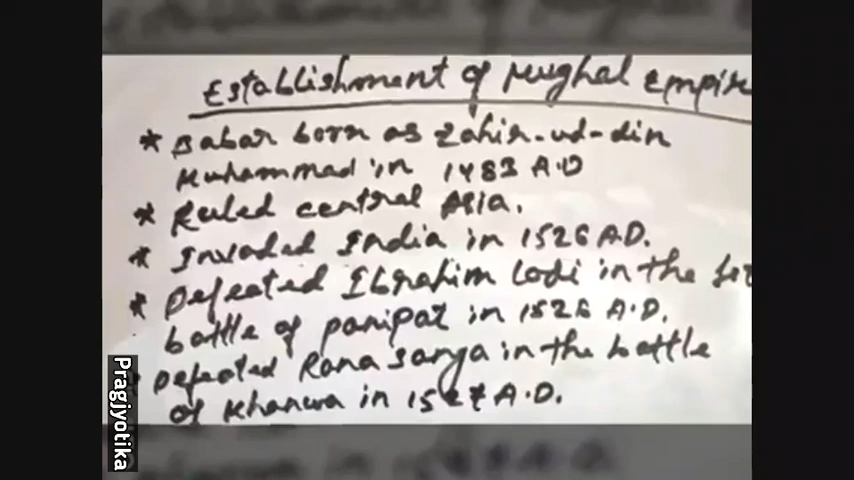 Establishment of Mughal Empire
* Babar born as Zahir-ud-din
Muhammad in 1483 A.D
* Ruled central Asia.
* Invaded India in 1526 A.D.
* Defeated Ibrahim Lodi in the
battle of panipat in 1526 A.D.
* Defeated Rana Sanga in the battle
of Khanwa in 1527 A.D.
Pragjyotika